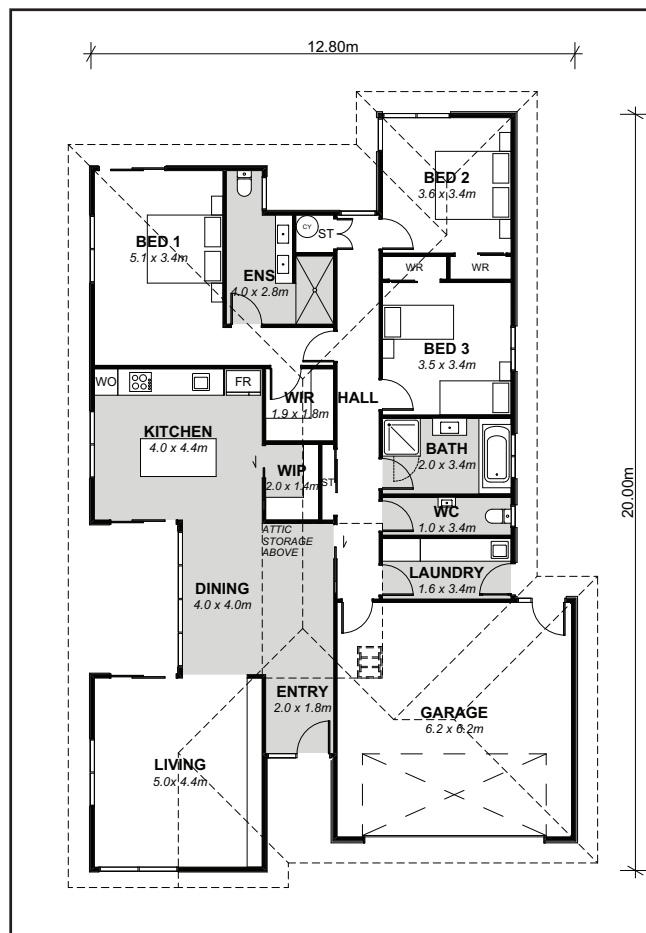 12.80m
BED 2
3.6 x 3.4m
BED 1
5.1 x 3.4m
CY
ST
ENS
4.0 x 2.8m
WR
WR
BED 3
3.5 x 3.4m
WO
FR
WIR
1.9 x 1.8m
HALL
KITCHEN
4.0 x 4.4m
BATH
2.0 x 3.4m
WIP
2.0 x 1.4m
ST
20.00m
WC
1.0 x 3.4m
ATTIC
STORAGE
ABOVE
LAUNDRY
1.6 x 3.4m
DINING
4.0 x 4.0m
ENTRY
2.0 x 1.8m
GARAGE
6.2 x 6.2m
LIVING
5.0x 4.4m